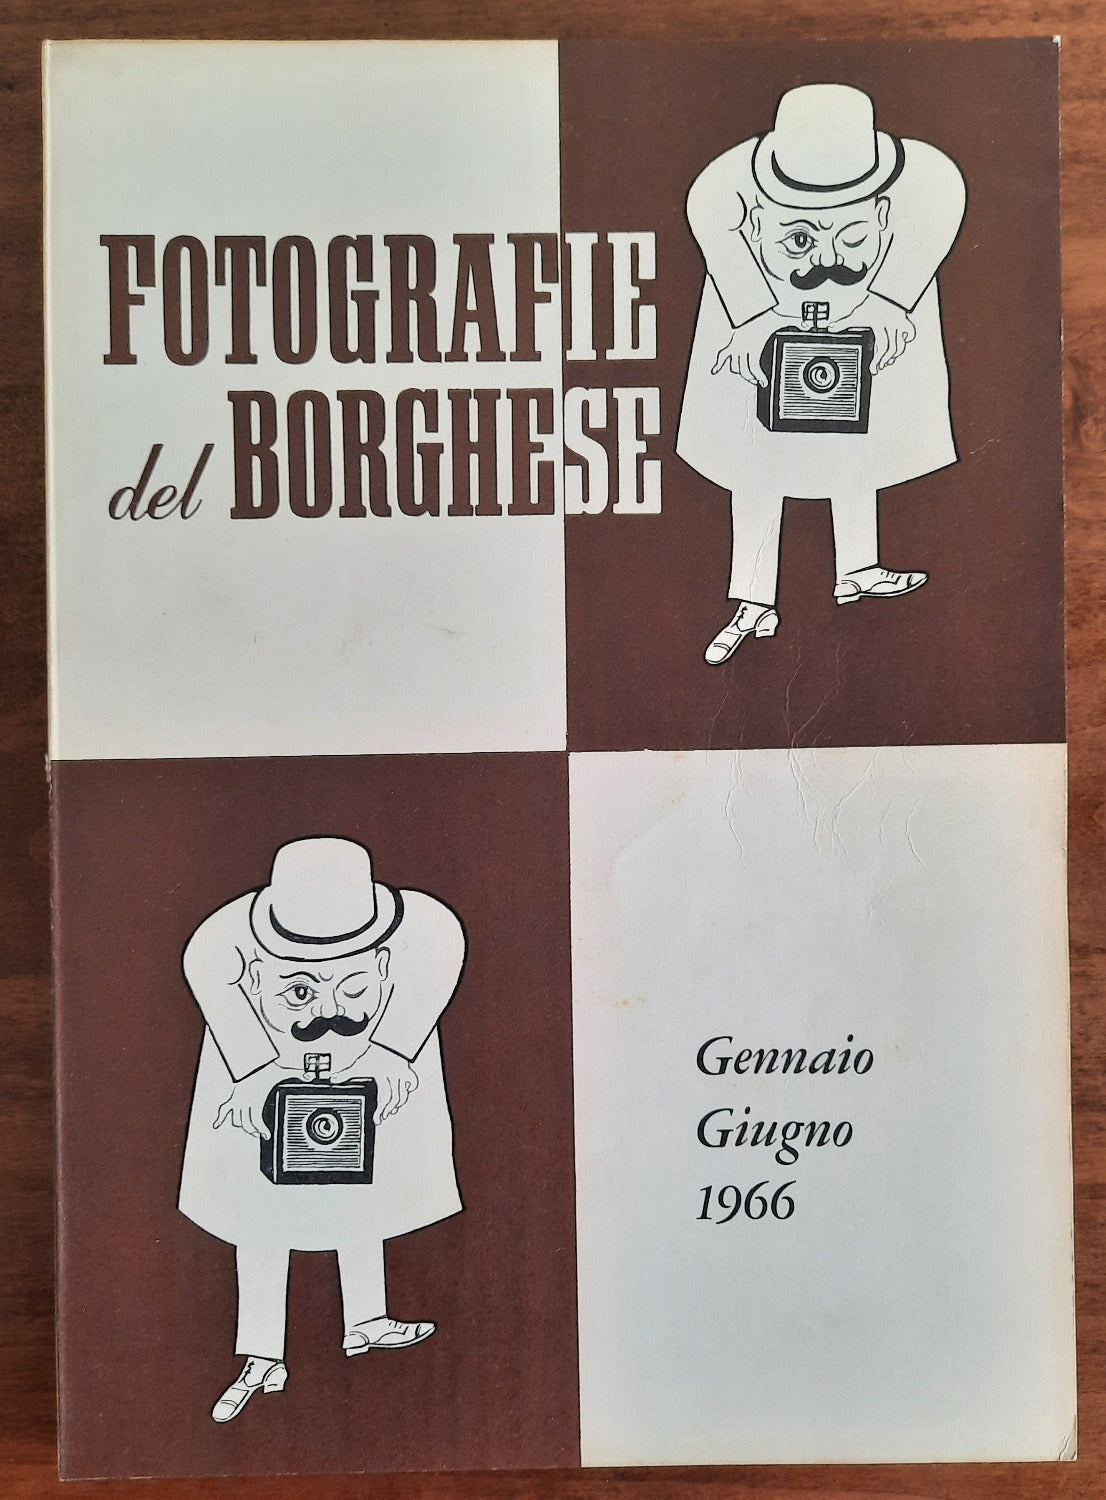 FOTOGRAFIE
del BORGHESE
Gennaio
Giugno
1966